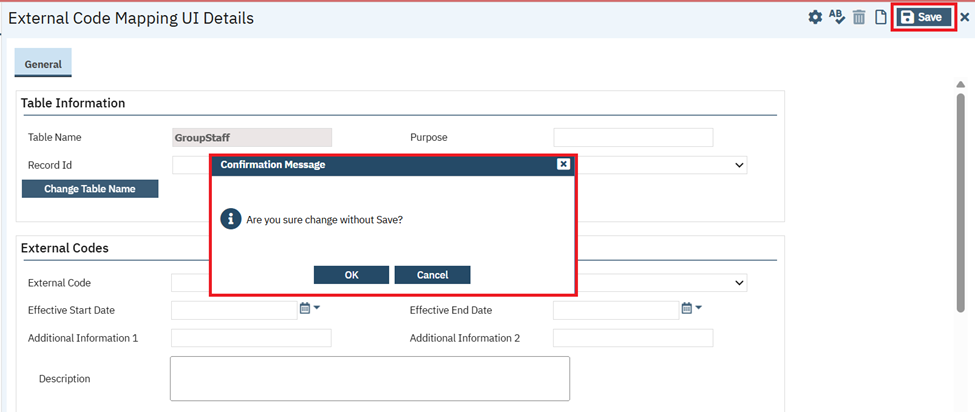 External Code Mapping UI Details
AB
Save
General
Table Information
Table Name
GroupStaff
Purpose
Record Id
Change Table Name
Confirmation Message
Are you sure change without Save?
OK
Cancel
External Codes
External Code
Effective Start Date
Effective End Date
Additional Information 1
Additional Information 2
Description